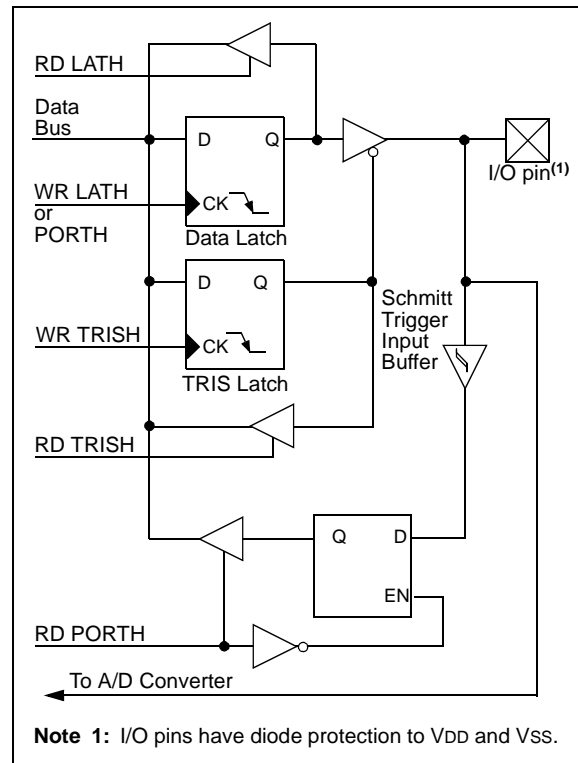 RD LATH
Data
Bus
D Q
I/O pin(1)
WR LATH
or
PORTH
CK
Data Latch
D Q
Schmitt
Trigger
Input
Buffer
WR TRISH
CK
TRIS Latch
RD TRISH
Q D
EN
RD PORTH
To A/D Converter
Note 1: I/O pins have diode protection to VDD and VSS.